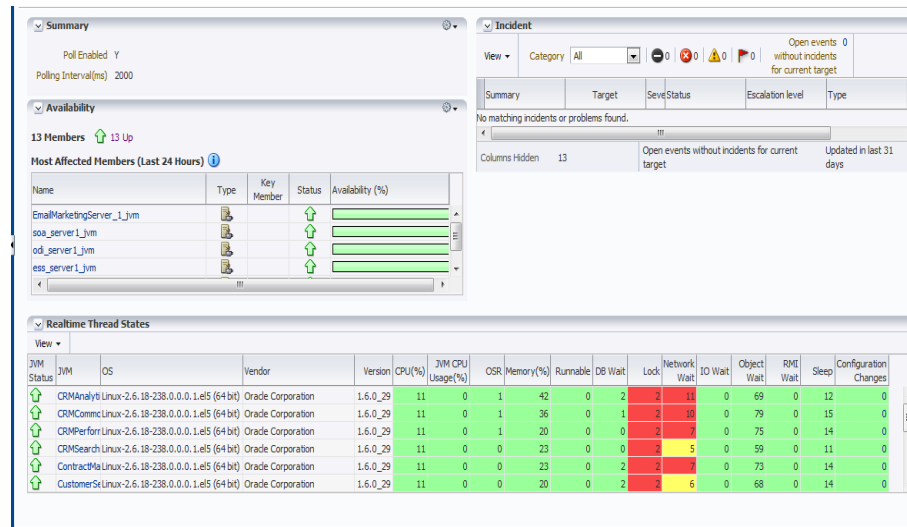 Summary
Poll Enabled Y
Polling Interval(ms) 2000
Availability
13 Members 13 Up
Most Affected Members (Last 24 Hours)
Name Type Key Member Status Availability (%)
EmailMarketingServer_1_jvm
soa_server1_jvm
odi_server1_jvm
ess_server1_jvm
Incident
View Category All 0 0 0 0 Open events without incidents for current target 0
Summary Target Seve Status Escalation level Type
No matching incidents or problems found.
Columns Hidden 13 Open events without incidents for current target Updated in last 31 days
Realtime Thread States
View
JVM Status JVM OS Vendor Version CPU(%) JVM CPU Usage(%) OSR Memory(%) Runnable DB Wait Lock Network Wait IO Wait Object Wait RMI Wait Sleep Configuration Changes
CRMAnalyti Linux-2.6.18-238.0.0.0.1.el5 (64 bit) Oracle Corporation 1.6.0_29 11 0 1 42 0 2 2 11 0 69 0 12 0
CRMCommo Linux-2.6.18-238.0.0.0.1.el5 (64 bit) Oracle Corporation 1.6.0_29 11 0 1 36 0 1 2 10 0 79 0 15 0
CRMPerforr Linux-2.6.18-238.0.0.0.1.el5 (64 bit) Oracle Corporation 1.6.0_29 11 0 1 20 0 0 2 7 0 75 0 14 0
CRMSearch Linux-2.6.18-238.0.0.0.1.el5 (64 bit) Oracle Corporation 1.6.0_29 11 0 0 23 0 0 2 5 0 59 0 11 0
ContractMa Linux-2.6.18-238.0.0.0.1.el5 (64 bit) Oracle Corporation 1.6.0_29 11 0 0 23 0 2 2 7 0 73 0 14 0
CustomerSe Linux-2.6.18-238.0.0.0.1.el5 (64 bit) Oracle Corporation 1.6.0_29 11 0 0 20 0 2 2 6 0 68 0 14 0